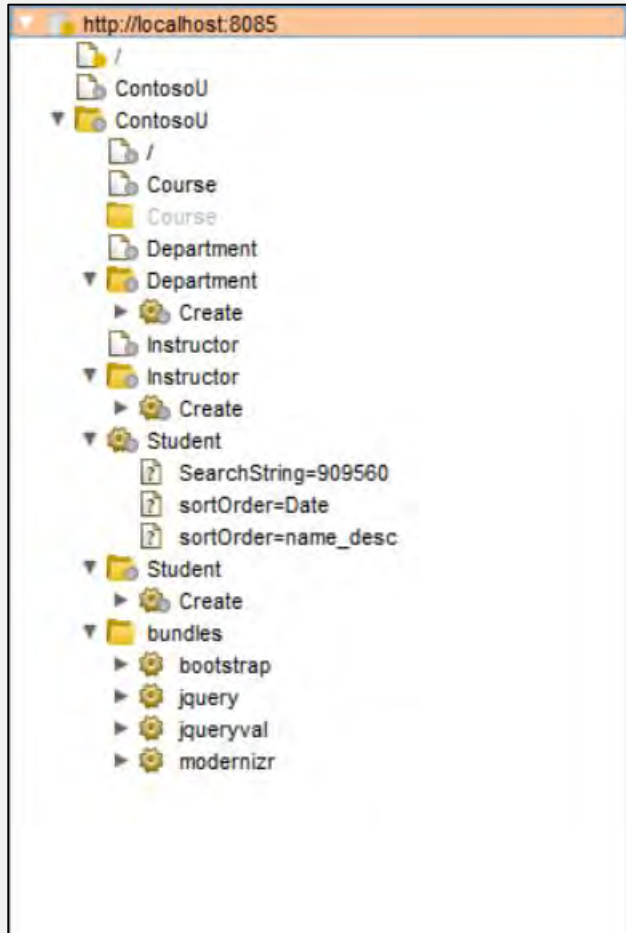 http://localhost:8085
/
ContosoU
ContosoU
/
Course
Course
Department
Department
Create
Instructor
Instructor
Create
Student
SearchString=909560
sortOrder=Date
sortOrder=name_desc
Student
Create
bundles
bootstrap
jquery
jqueryval
modernizr